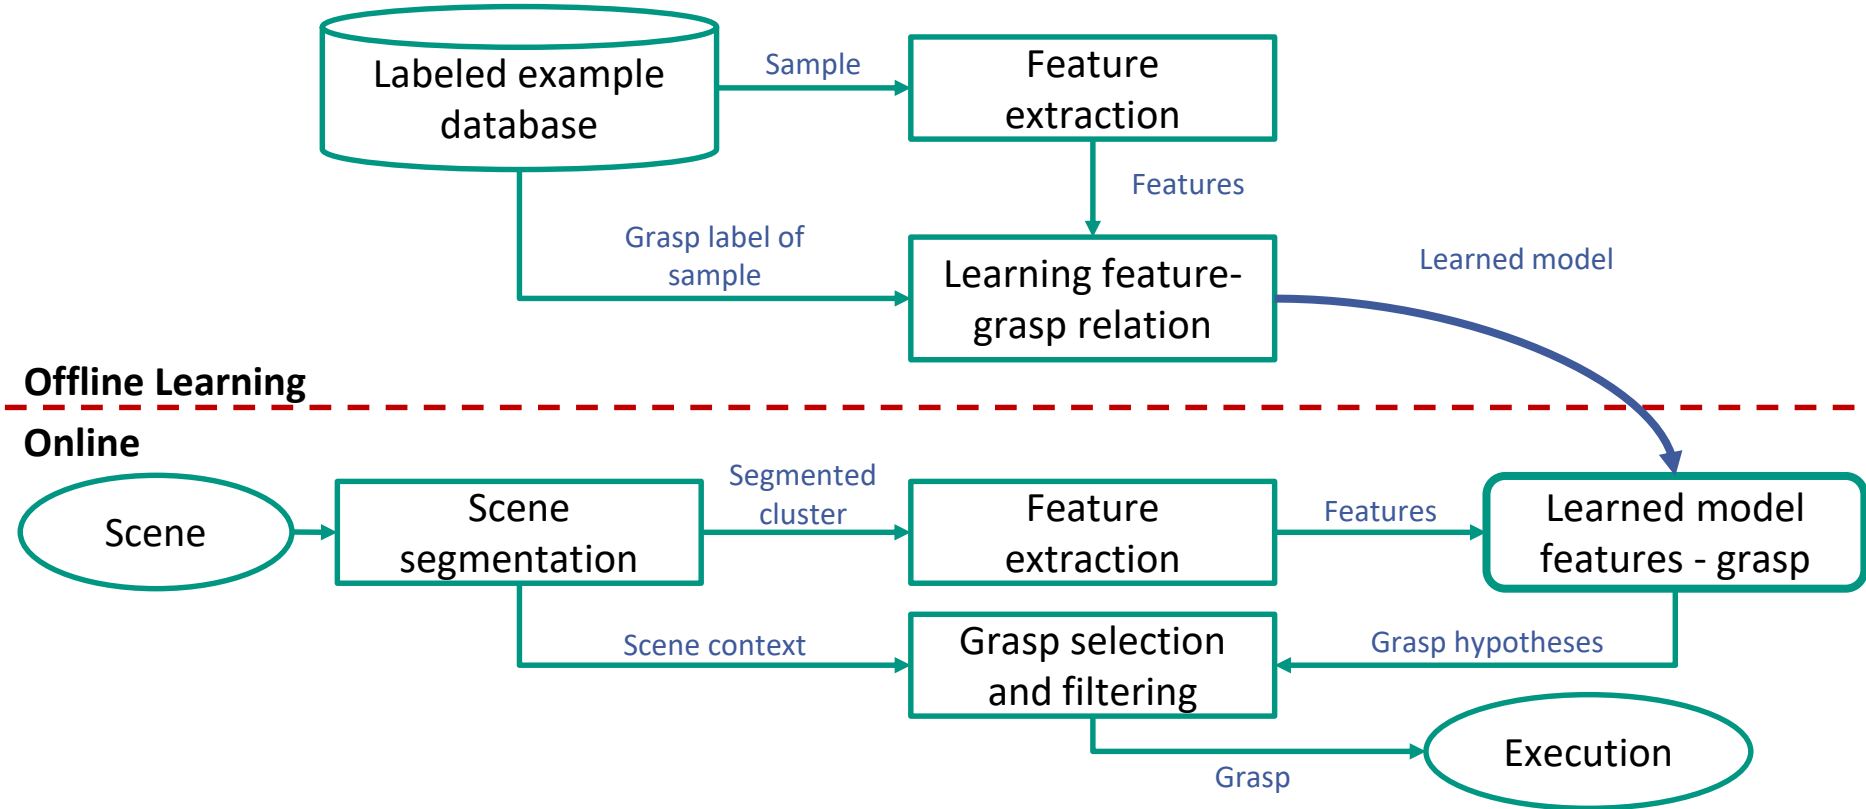 Labeled example
database
Sample
Feature
extraction
Features
Grasp label of
sample
Learning feature-
grasp relation
Learned model
Offline Learning
Online
Scene
Scene
segmentation
Segmented
cluster
Feature
extraction
Features
Learned model
features - grasp
Scene context
Grasp selection
and filtering
Grasp hypotheses
Grasp
Execution